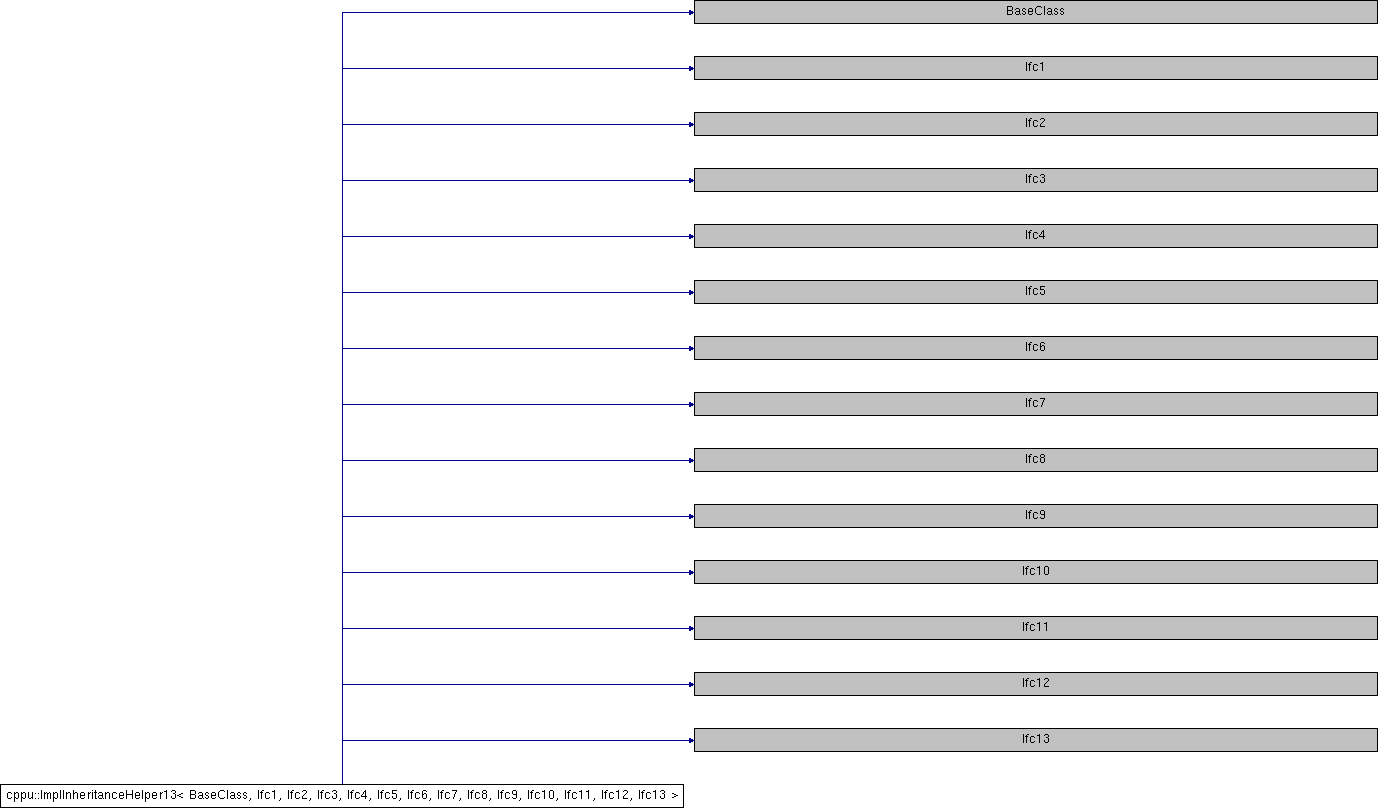 BaseClass
Ifc1
Ifc2
Ifc3
Ifc4
Ifc5
Ifc6
Ifc7
Ifc8
Ifc9
Ifc10
Ifc11
Ifc12
Ifc13
cppu::ImplInheritanceHelper13< BaseClass, Ifc1, Ifc2, Ifc3, Ifc4, Ifc5, Ifc6, Ifc7, Ifc8, Ifc9, Ifc10, Ifc11, Ifc12, Ifc13 >